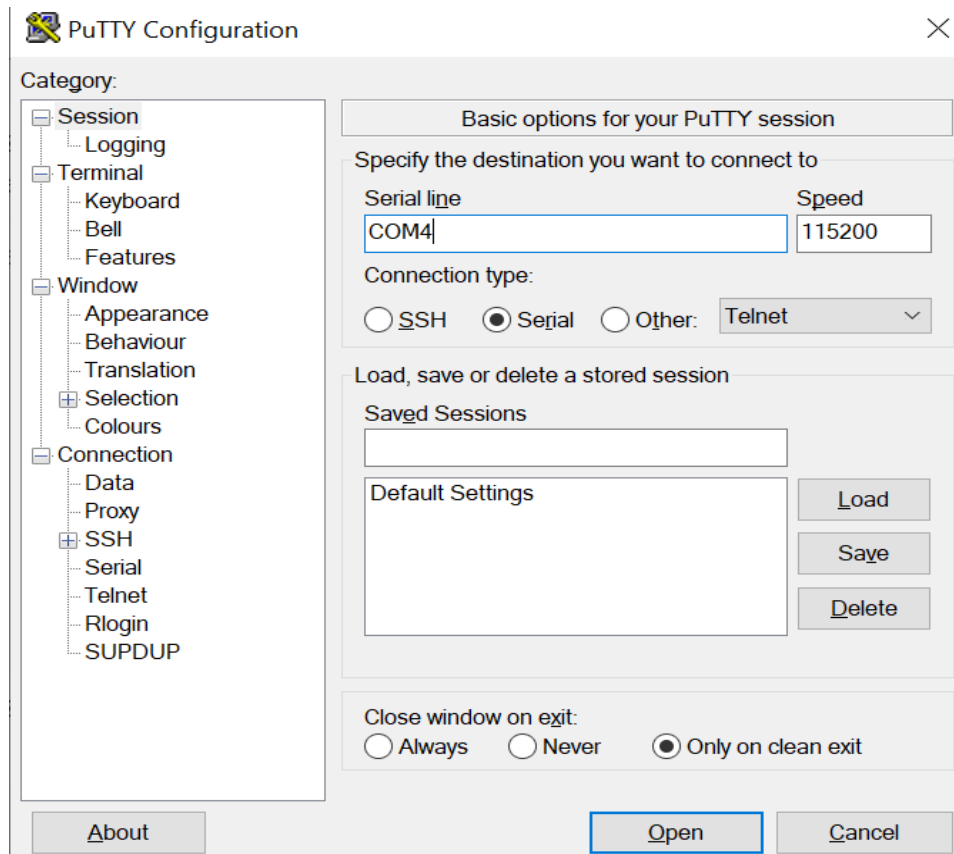 PuTTY Configuration
Category:
Session
Logging
Terminal
Keyboard
Bell
Features
Window
Appearance
Behaviour
Translation
Selection
Colours
Connection
Data
Proxy
SSH
Serial
Telnet
Rlogin
SUPDUP
Basic options for your PuTTY session
Specify the destination you want to connect to
Serial line Speed
COM4 115200
Connection type:
SSH Serial Other: Telnet
Load, save or delete a stored session
Saved Sessions
Default Settings
Load
Save
Delete
Close window on exit:
Always Never Only on clean exit
About Open Cancel